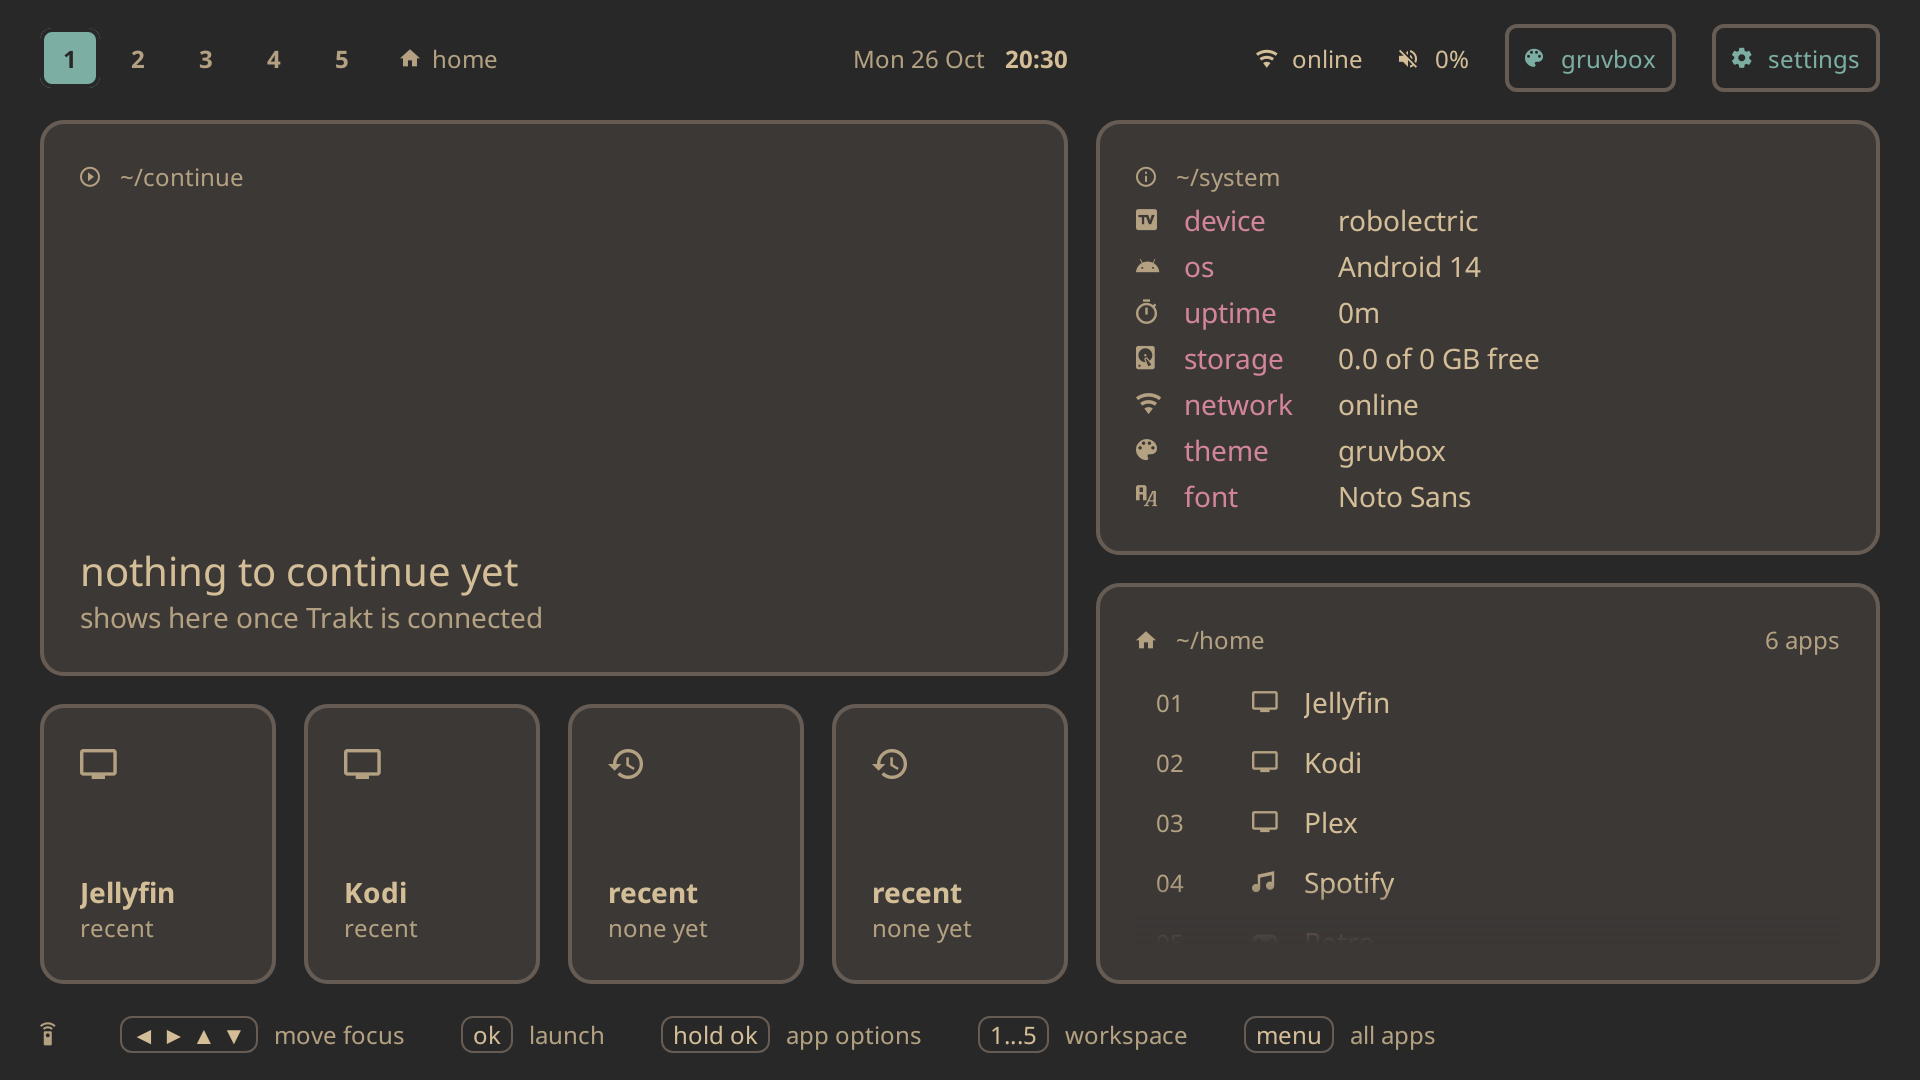 1 2 3 4 5 home Mon 26 Oct 20:30 online 0% gruvbox settings
~/continue
nothing to continue yet
shows here once Trakt is connected
~/system
device robolectric
os Android 14
uptime 0m
storage 0.0 of 0 GB free
network online
theme gruvbox
font Noto Sans
Jellyfin
recent
Kodi
recent
recent
none yet
recent
none yet
~/home 6 apps
01 Jellyfin
02 Kodi
03 Plex
04 Spotify
◀ ▶ ▲ ▼ move focus ok launch hold ok app options 1...5 workspace menu all apps